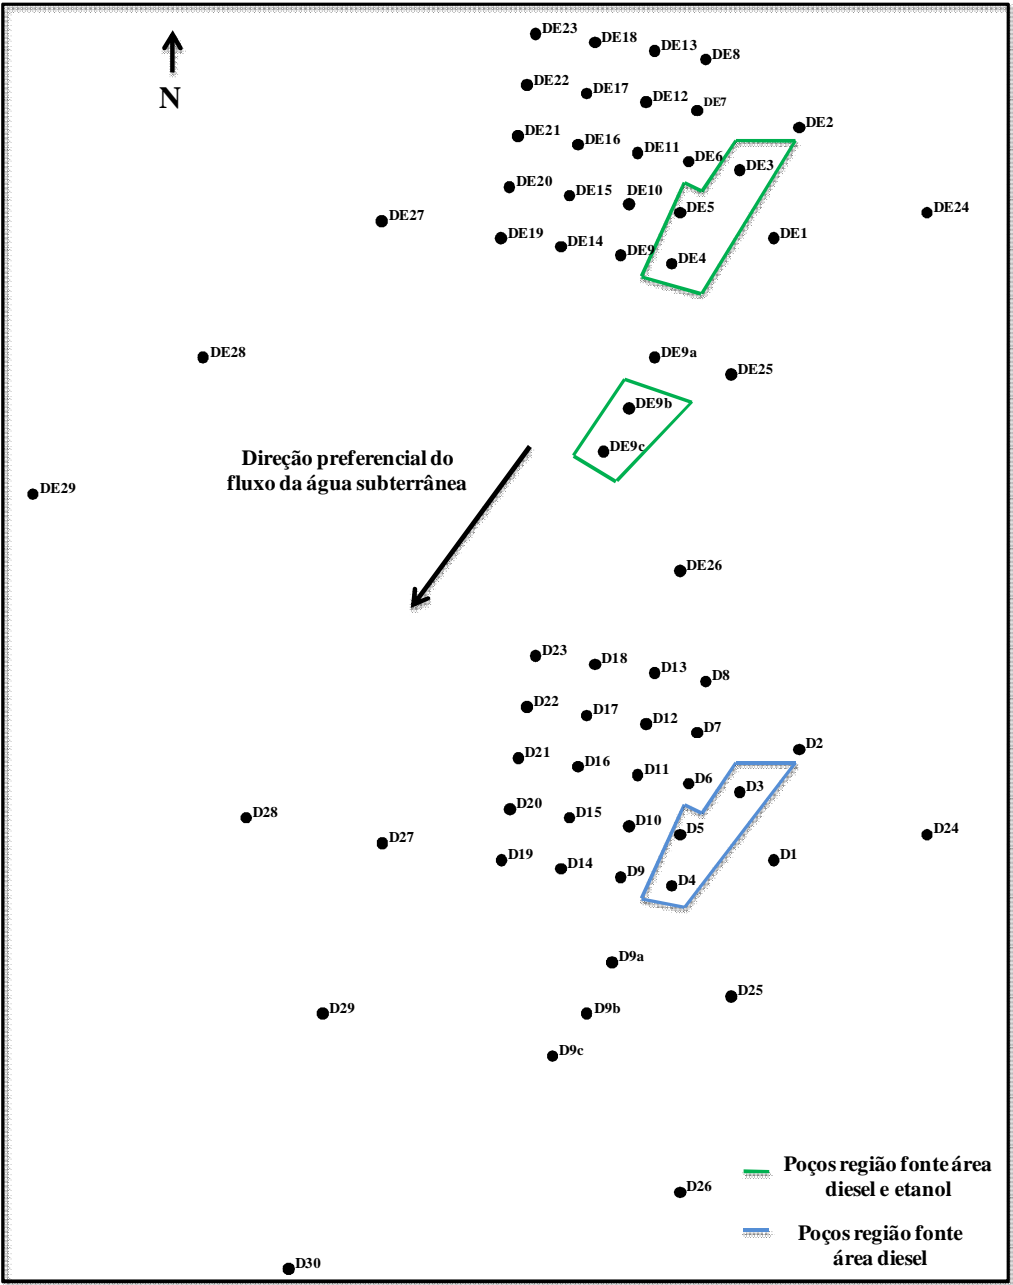 DE23
DE18
DE13
DE8
N
DE22
DE17
DE12
DE7
DE2
DE21
DE16
DE11
DE6
DE3
DE20
DE15
DE10
DE5
DE24
DE27
DE19
DE14
DE9
DE4
DE1
DE28
DE9a
DE25
DE9b
DE9c
Direção preferencial do
fluxo da água subterrânea
DE29
DE26
D23
D18
D13
D8
D22
D17
D12
D7
D2
D21
D16
D11
D6
D3
D28
D20
D15
D10
D5
D24
D27
D19
D14
D9
D4
D1
D9a
D25
D29
D9b
D9c
Poços região fonte área
diesel e etanol
D26
Poços região fonte
área diesel
D30